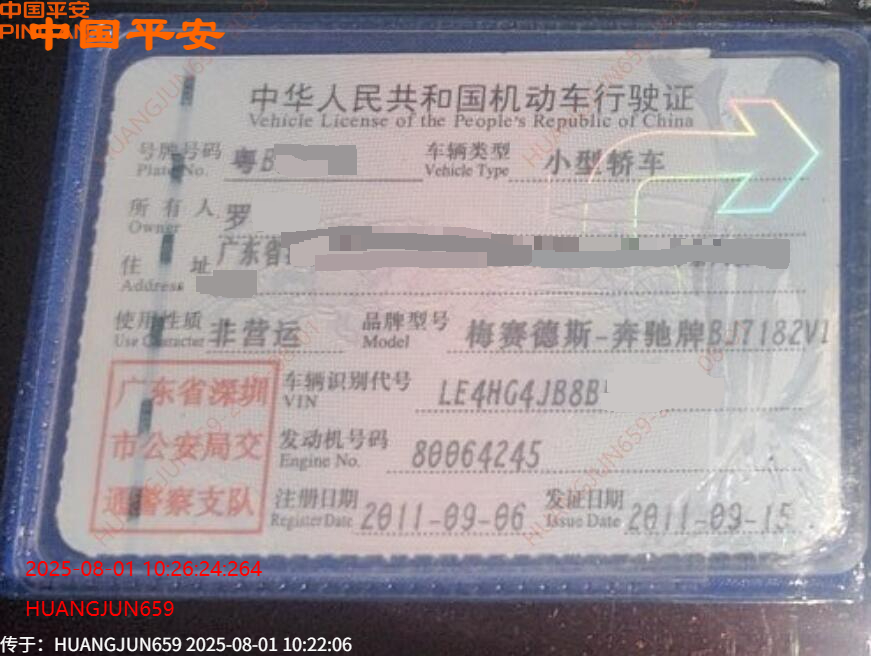 中国平安
PING AN
中国平安
中华人民共和国机动车行驶证
Vehicle License of the People's Republic of China
号牌号码 粤B 车辆类型 小型轿车
Plate No. Vehicle Type
所有人 罗
Owner
住址 广东省
Address
使用性质 非营运 品牌型号 梅赛德斯-奔驰牌BJ7182V1
Use Character Model
广东省深圳
市公安局交
通警察支队
车辆识别代号 LE4HG4JB8B
VIN
发动机号码 80064245
Engine No.
注册日期 2011-09-06 发证日期 2011-09-15
Register Date Issue Date
2025-08-01 10:26:24:264
HUANGJUN659
传于：HUANGJUN659 2025-08-01 10:22:06